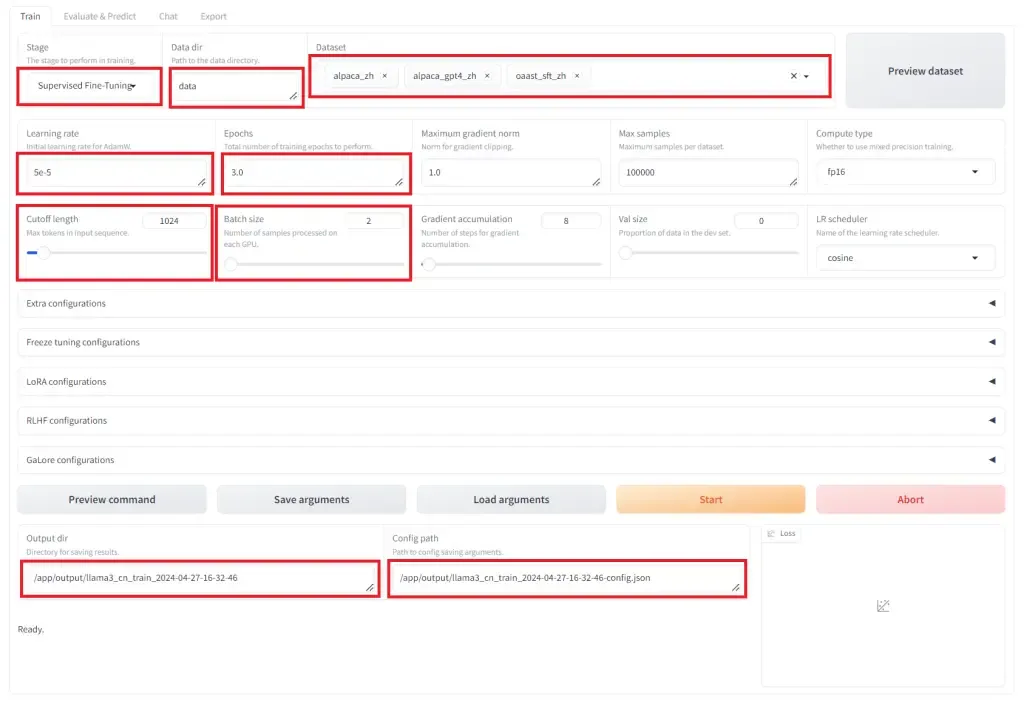 Train Evaluate & Predict Chat Export
Stage Data dir Dataset
The stage to perform in training. Path to the data directory.
Supervised Fine-Tuning data alpaca_zh × alpaca_gpt4_zh × oaast_sft_zh × ×
Preview dataset
Learning rate Epochs Maximum gradient norm Max samples Compute type
Initial learning rate for AdamW. Total number of training epochs to perform. Norm for gradient clipping. Maximum samples per dataset. Whether to use mixed precision training.
5e-5 3.0 1.0 100000 fp16
Cutoff length 1024 Batch size 2 Gradient accumulation 8 Val size 0 LR scheduler
Max tokens in input sequence. Number of samples processed on Number of steps for gradient Proportion of data in the dev set. Name of the learning rate scheduler.
each GPU. accumulation.
cosine
Extra configurations
Freeze tuning configurations
LoRA configurations
RLHF configurations
GaLore configurations
Preview command Save arguments Load arguments Start Abort
Output dir Config path Loss
Directory for saving results. Path to config saving arguments.
/app/output/llama3_cn_train_2024-04-27-16-32-46 /app/output/llama3_cn_train_2024-04-27-16-32-46-config.json
Ready.